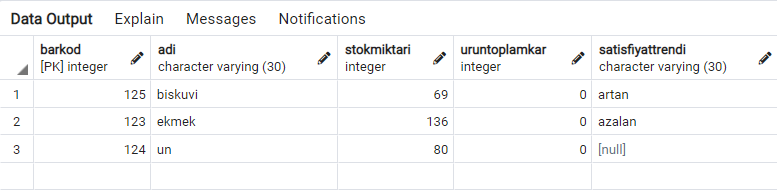 Data Output Explain Messages Notifications
barkod adi stokmiktari uruntoplamkar satisfiyattrendi
[PK] integer character varying (30) integer integer character varying (30)
1 125 biskuvi 69 0 artan
2 123 ekmek 136 0 azalan
3 124 un 80 0 [null]